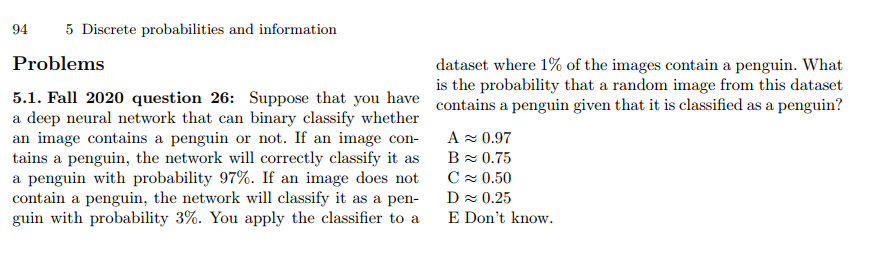 94 5 Discrete probabilities and information
Problems
5.1. Fall 2020 question 26: Suppose that you have
a deep neural network that can binary classify whether
an image contains a penguin or not. If an image con-
tains a penguin, the network will correctly classify it as
a penguin with probability 97%. If an image does not
contain a penguin, the network will classify it as a pen-
guin with probability 3%. You apply the classifier to a
dataset where 1% of the images contain a penguin. What
is the probability that a random image from this dataset
contains a penguin given that it is classified as a penguin?
A ≈ 0.97
B ≈ 0.75
C ≈ 0.50
D ≈ 0.25
E Don't know.